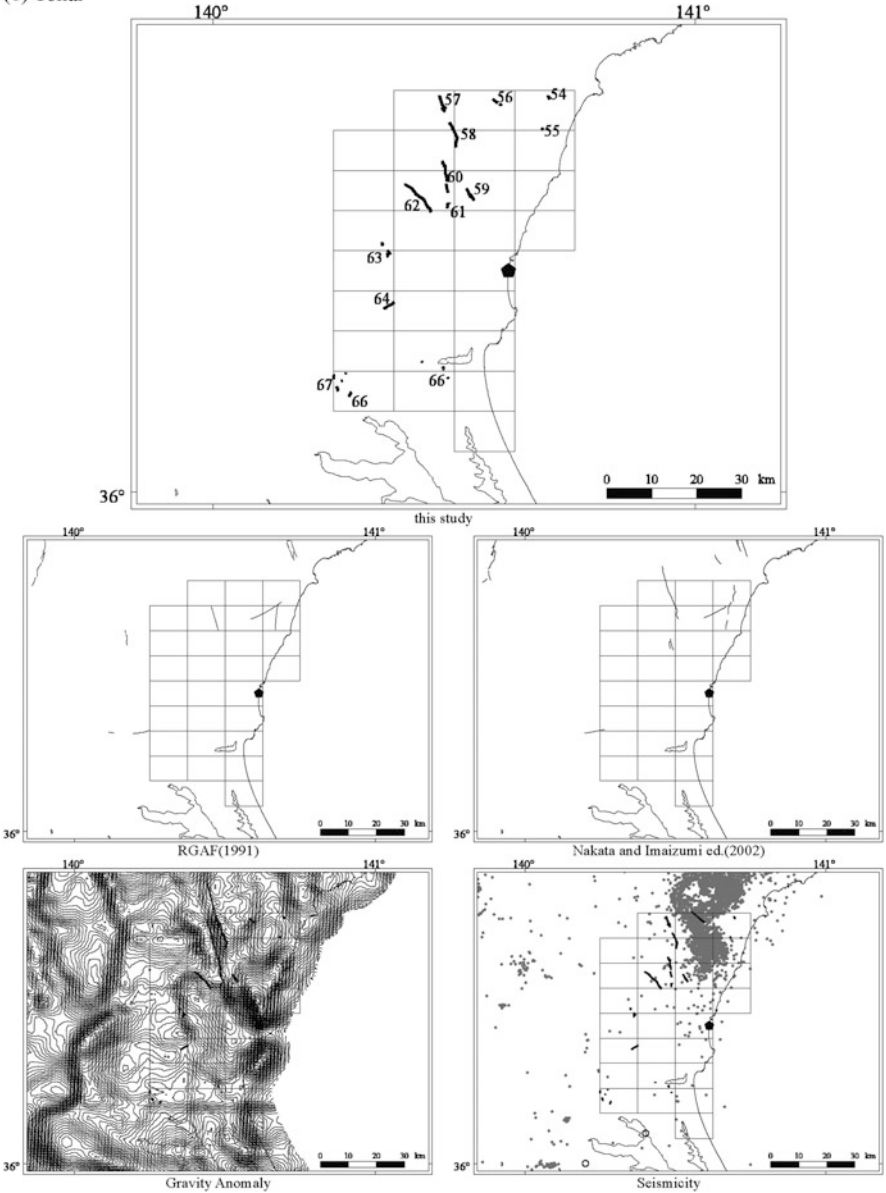 140° 141°
57 56 54
58 55
60 59
62 61
63
64
67 66
66
36° 0 10 20 30 km
this study
140° 141° 140° 141°
36° 0 10 20 30 km 36° 0 10 20 30 km
RGAF(1991) Nakata and Imaizumi ed.(2002)
140° 141° 140° 141°
36° 0 10 20 30 km 36° 0 10 20 30 km
Gravity Anomaly Seismicity